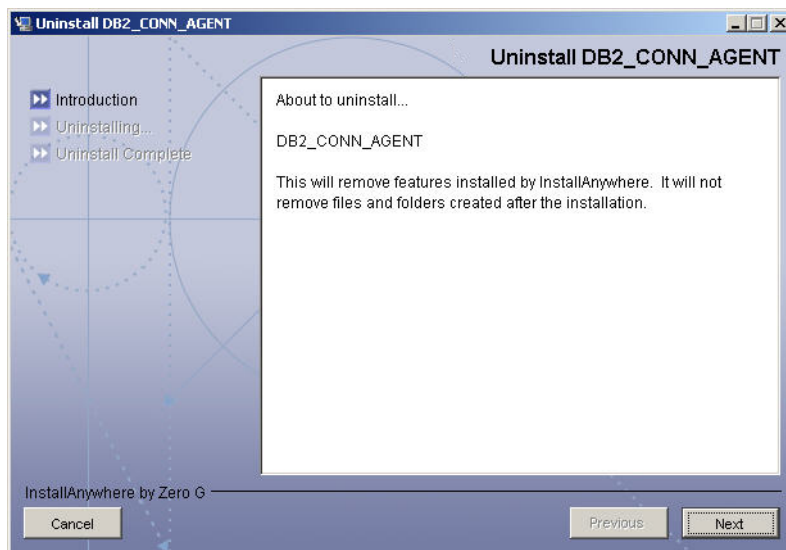 Uninstall DB2_CONN_AGENT
Uninstall DB2_CONN_AGENT
Introduction
Uninstalling...
Uninstall Complete
About to uninstall...
DB2_CONN_AGENT
This will remove features installed by InstallAnywhere.  It will not
remove files and folders created after the installation.
InstallAnywhere by Zero G
Cancel
Previous
Next